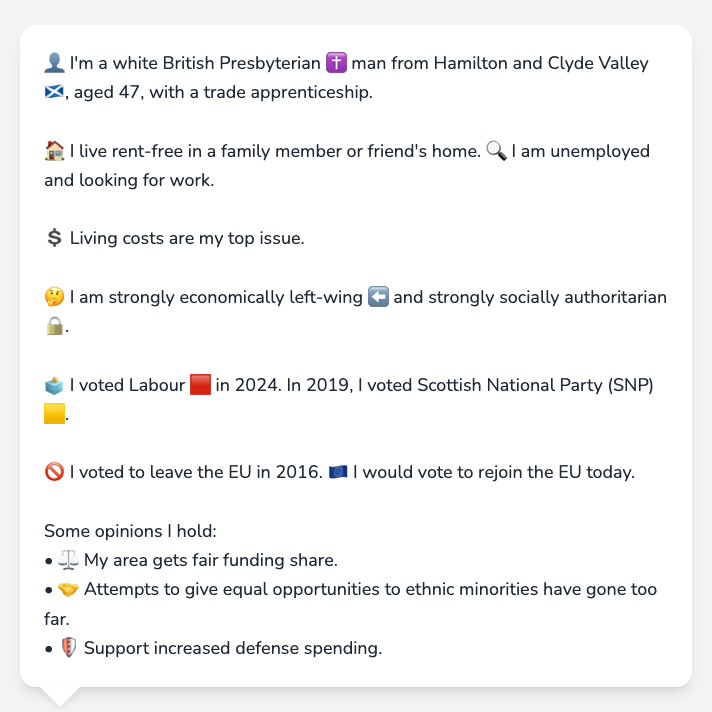 👤 I'm a white British Presbyterian ✝️ man from Hamilton and Clyde Valley
🏴󠁧󠁢󠁳󠁣󠁴󠁿, aged 47, with a trade apprenticeship.
🏠 I live rent-free in a family member or friend's home. 🔍 I am unemployed
and looking for work.
💲 Living costs are my top issue.
🤔 I am strongly economically left-wing ⬅️ and strongly socially authoritarian
🔒.
🗳️ I voted Labour 🟥 in 2024. In 2019, I voted Scottish National Party (SNP)
🟨.
🚫 I voted to leave the EU in 2016. 🇪🇺 I would vote to rejoin the EU today.
Some opinions I hold:
• ⚖️ My area gets fair funding share.
• 🤝 Attempts to give equal opportunities to ethnic minorities have gone too
far.
• 🛡️ Support increased defense spending.